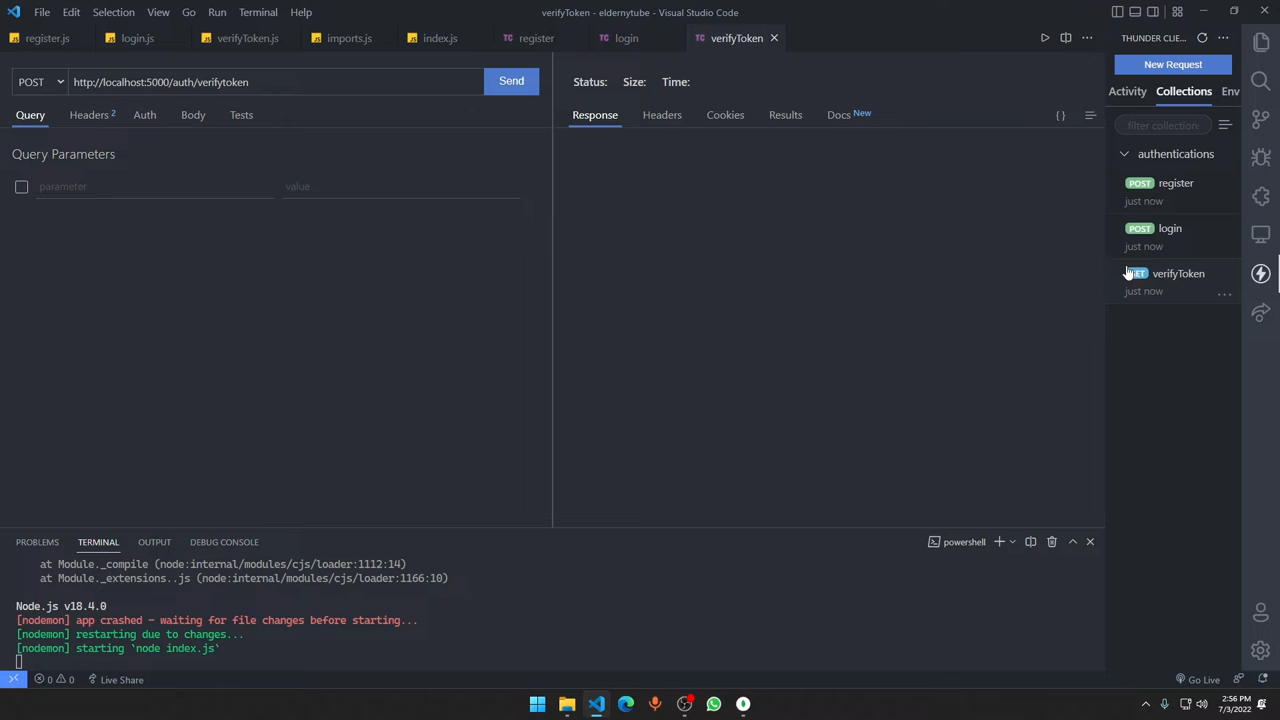 File Edit Selection View Go Run Terminal Help
verifyToken - eldernytube - Visual Studio Code
register.js login.js verifyToken.js imports.js index.js register login verifyToken
THUNDER CLIE...
POST http://localhost:5000/auth/verifytoken Send
Query Headers 2 Auth Body Tests
Query Parameters
parameter value
Status: Size: Time:
Response Headers Cookies Results Docs New
{ }
New Request
Activity Collections Env
filter collection
authentications
POST register
just now
POST login
just now
verifyToken
just now
PROBLEMS OUTPUT TERMINAL DEBUG CONSOLE
powershell
at Module._compile (node:internal/modules/cjs/loader:1112:14)
at Module._extensions..js (node:internal/modules/cjs/loader:1166:10)
Node.js v18.4.0
[nodemon] app crashed - waiting for file changes before starting...
[nodemon] restarting due to changes...
[nodemon] starting `node index.js`
0 0 Live Share
Go Live
2:56 PM
7/3/2022